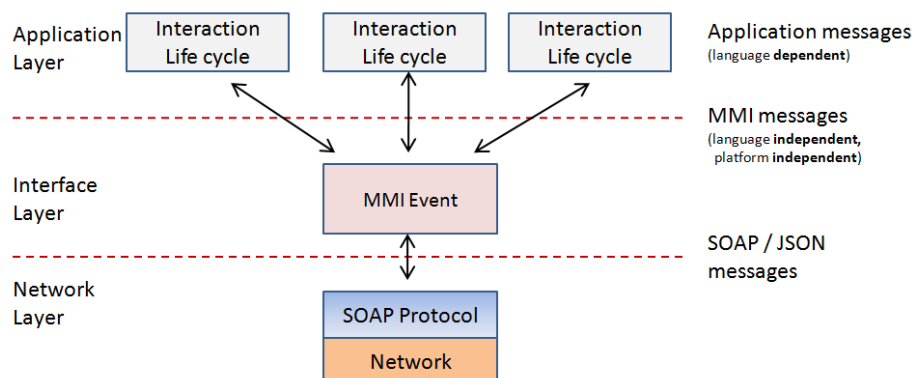 Application
Layer
Interaction
Life cycle
Interaction
Life cycle
Interaction
Life cycle
Application messages
(language dependent)
MMI messages
(language independent,
platform independent)
Interface
Layer
MMI Event
SOAP / JSON
messages
Network
Layer
SOAP Protocol
Network